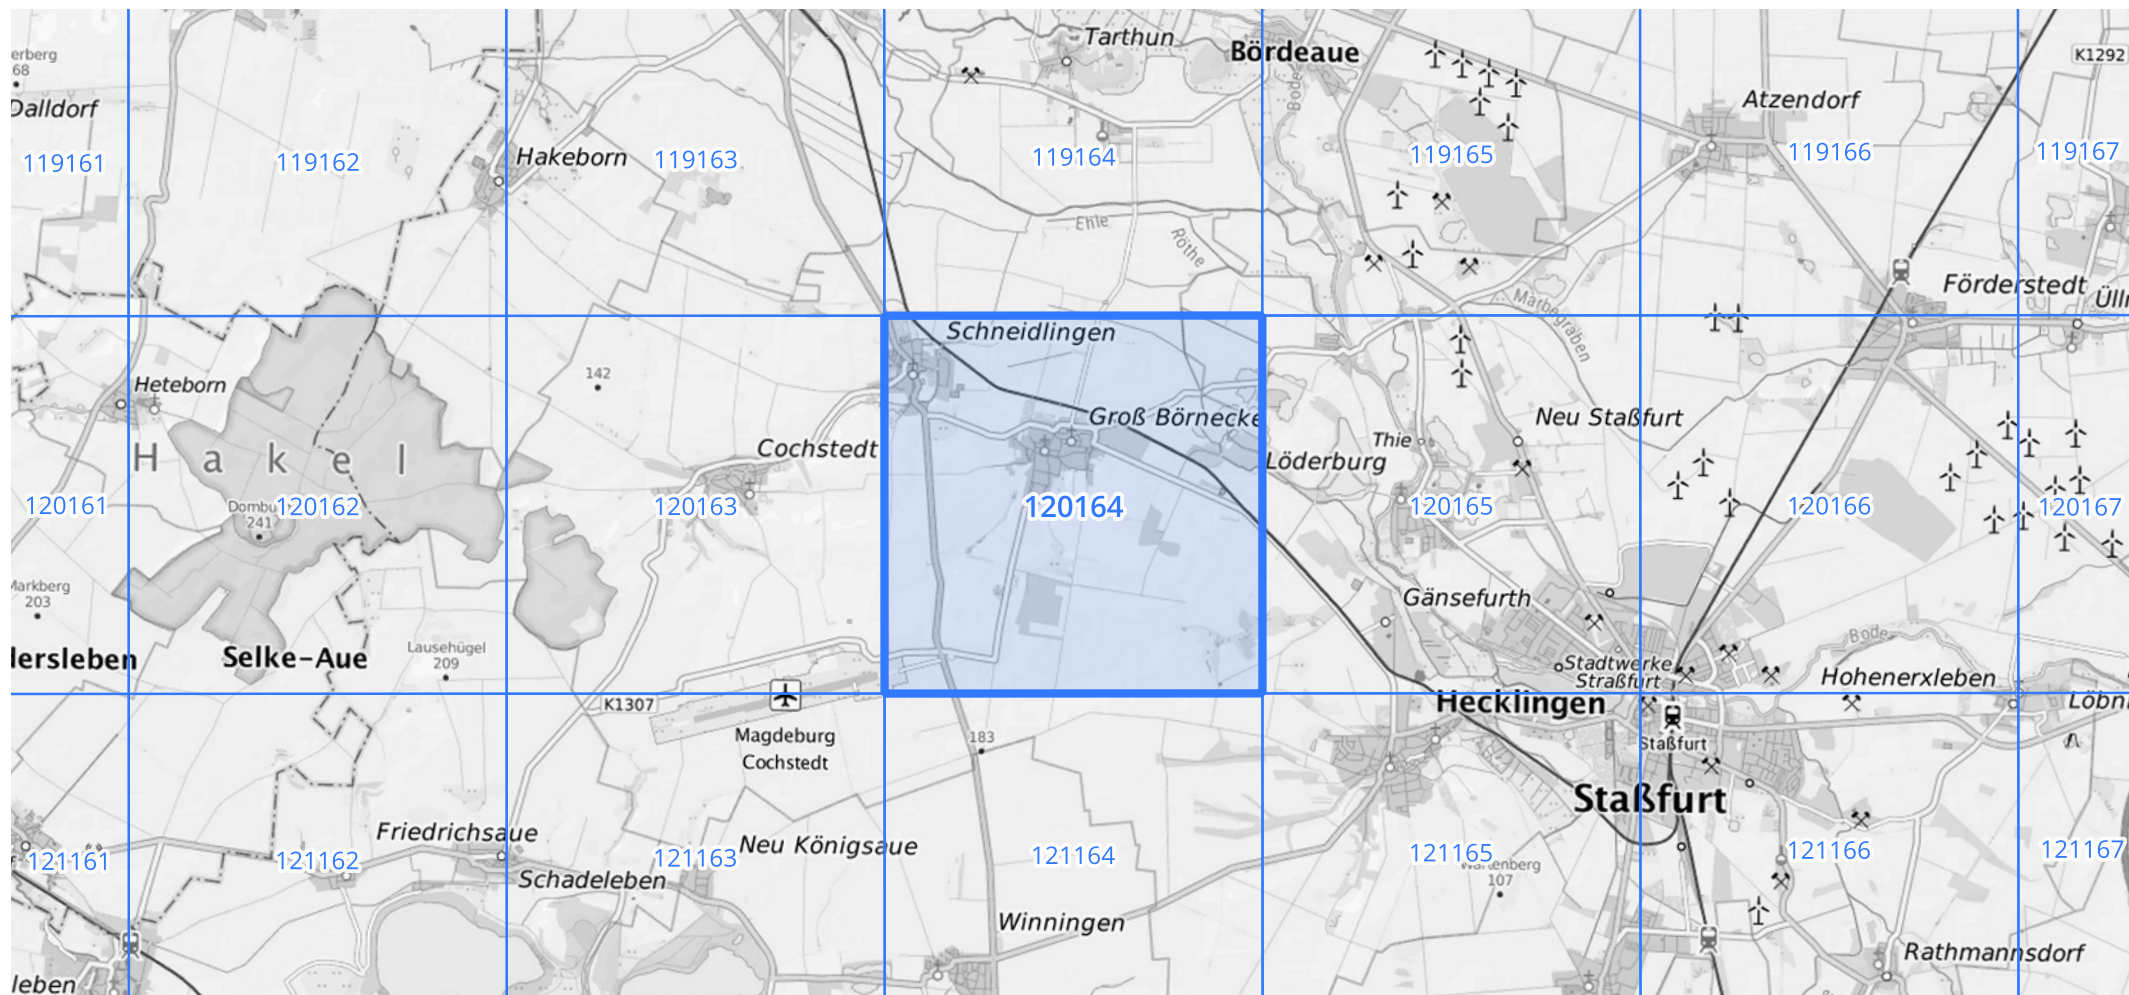 Tarthun
Bördeaue
K1292
erberg
68
Dalldorf
Atzendorf
Bode
119161
119162
Hakeborn
119163
119164
119165
119166
119167
Ehle
Röthe
Förderstedt
Marbegraben
Schneidlingen
142
Heteborn
Groß Börnecke
Neu Staßfurt
Thie
Cochstedt
Löderburg
Hakel
120161
241
120162
120163
120164
120165
120166
120167
Markberg
203
Gänsefurth
Bode
dersleben
Selke-Aue
Lausehügel
209
Stadtwerke
Straßfurt
Hohenerxleben
K1307
Hecklingen
Magdeburg
Cochstedt
183
Staßfurt
Staßfurt
Friedrichsaue
Neu Königsaue
121161
121162
121163
121164
121165
121166
121167
107
Schadeleben
Winningen
Rathmannsdorf
leben